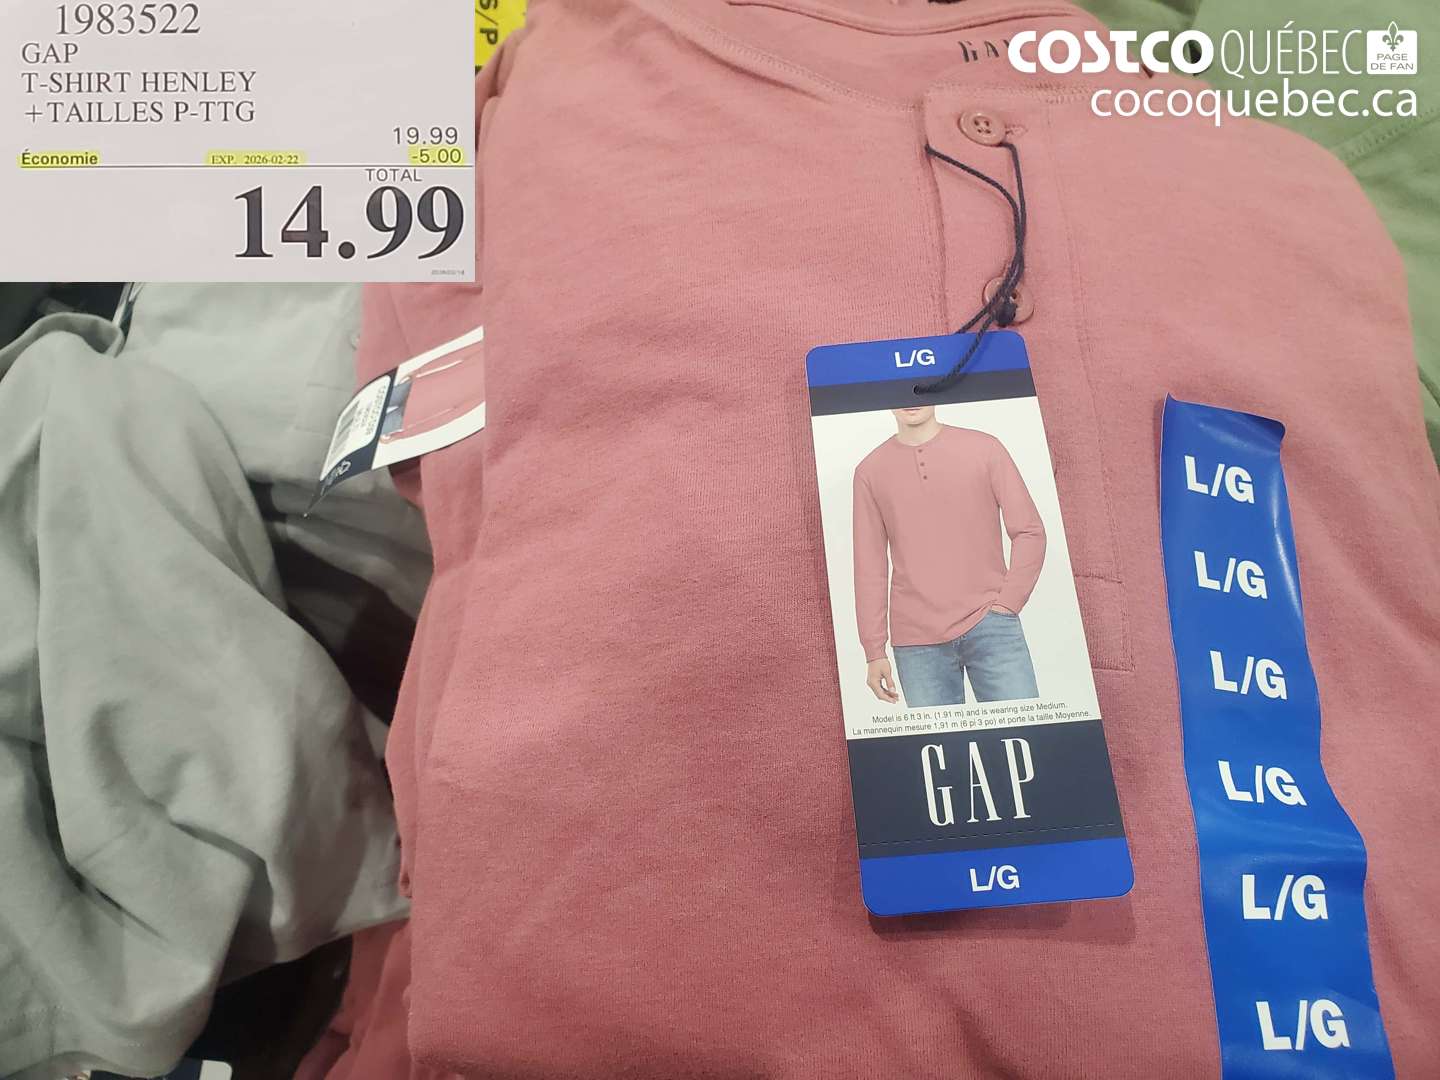 1983522
GAP
T-SHIRT HENLEY
+TAILLES P-TTG
19.99
Économie EXP. 2026-02-22 -5.00
TOTAL
14.99
S/P
GAP
COSTCO QUÉBEC PAGE DE FAN
cocoquebec.ca
L/G
Model is 6 ft 3 in. (1.91 m) and is wearing size Medium.
La mannequin mesure 1,91 m (6 pi 3 po) et porte la taille Moyenne.
GAP
L/G
L/G
L/G
L/G
L/G
L/G
L/G